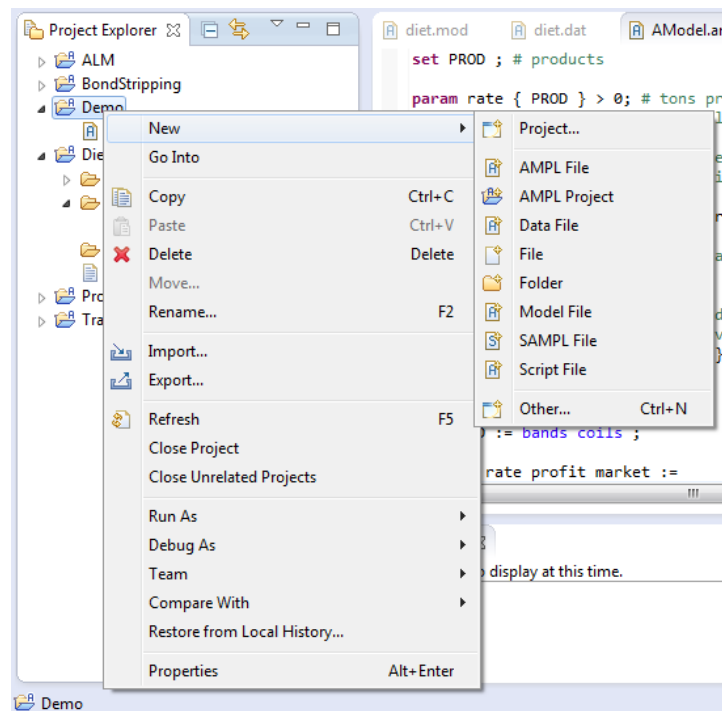 Project Explorer
diet.mod diet.dat AModel.a
ALM
BondStripping
Demo
Die
Pro
Tra
set PROD ; # products
param rate { PROD } > 0; # tons pr
New
Go Into
Copy Ctrl+C
Paste Ctrl+V
Delete Delete
Move...
Rename... F2
Import...
Export...
Refresh F5
Close Project
Close Unrelated Projects
Run As
Debug As
Team
Compare With
Restore from Local History...
Properties Alt+Enter
Project...
AMPL File
AMPL Project
Data File
File
Folder
Model File
SAMPL File
Script File
Other... Ctrl+N
:= bands coils ;
rate profit market :=
display at this time.
Demo